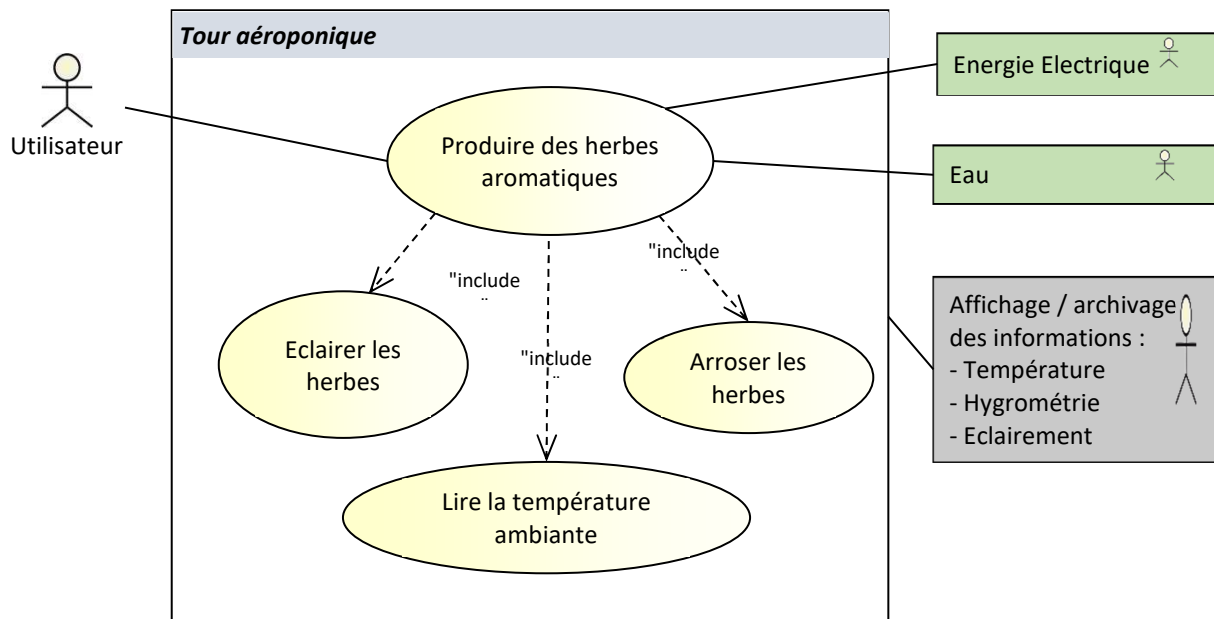 Tour aéroponique
Utilisateur
Energie Electrique
Eau
Produire des herbes
aromatiques
"include
"
"include
"
"include
"
Eclairer les
herbes
Arroser les
herbes
Lire la température
ambiante
Affichage / archivage
des informations :
- Température
- Hygrométrie
- Eclairement